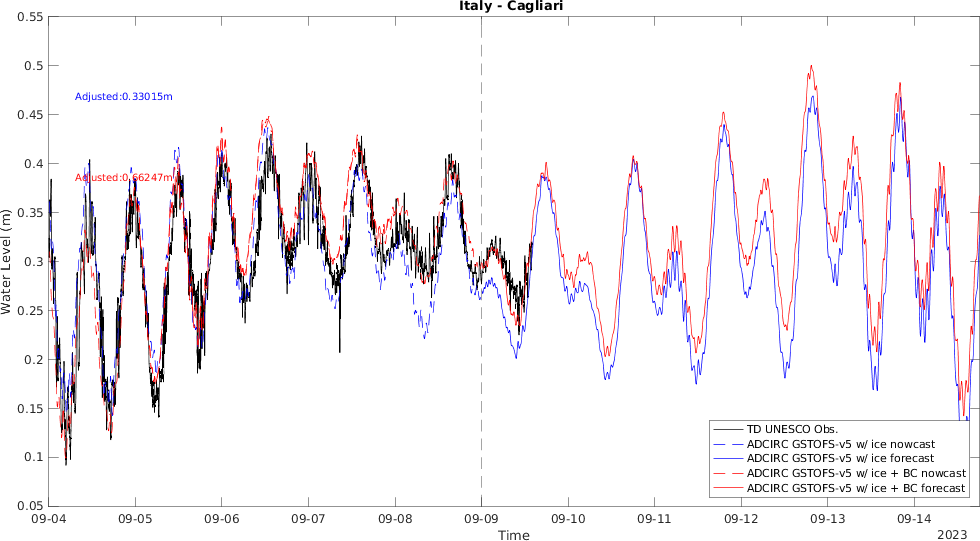 Italy - Cagliari
0.55
0.5
0.45
0.4
0.35
0.3
0.25
0.2
0.15
0.1
0.05
Water Level (m)
Adjusted:0.33015m
Adjusted:0.66247m
TD UNESCO Obs.
ADCIRC GSTOFS-v5 w/ ice nowcast
ADCIRC GSTOFS-v5 w/ ice forecast
ADCIRC GSTOFS-v5 w/ ice + BC nowcast
ADCIRC GSTOFS-v5 w/ ice + BC forecast
09-04 09-05 09-06 09-07 09-08 09-09 09-10 09-11 09-12 09-13 09-14
Time
2023